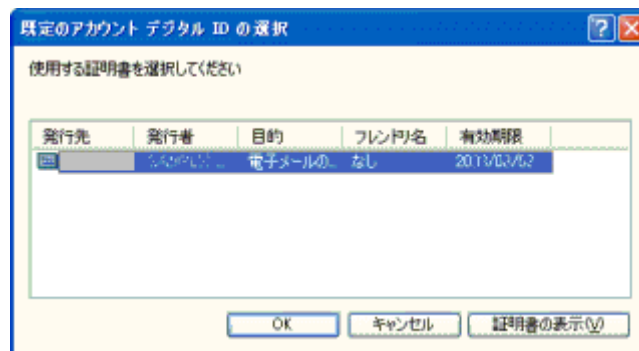 既定のアカウント デジタル ID の選択
使用する証明書を選択してください
発行先 発行者 目的 フレンドリ名 有効期限
電子メールの... なし
OK キャンセル 証明書の表示(V)